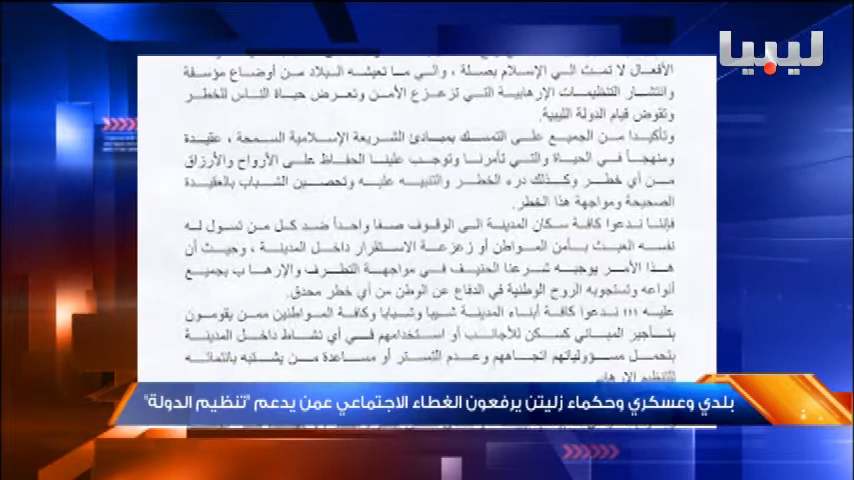 ليبيا
الأفعال لا تمت الي الإسلام بصلة ، والي ما تعيشه البلاد من أوضاع مؤسفة
وانتشار التنظيمات الإرهابية التي تزعزع الأمن وتعرض حياة الناس للخطر
وتقوض قيام الدولة الليبية.
وتأكيدا من الجميع على التمسك بمبادئ الشريعة الإسلامية السمحة ، عقيدة
ومنهجاً في الحياة والتي تأمرنا وتوجب علينا الحفاظ على الأرواح والأرزاق
من أي خطر وكذلك درء الخطر والتنبيه عليه وتحصين الشباب بالعقيدة
الصحيحة ومواجهة هذا الخطر.
فإننا ندعوا كافة سكان المدينة الى الوقوف صفا واحداً ضد كل من تسول له
نفسه العبث بأمن المواطن أو زعزعة الاستقرار داخل المدينة ، وحيث أن
هذا الأمر يوجبه شرعنا الحنيف في مواجهة التطرف والإرهاب بجميع
أنواعه وتستوجبه الروح الوطنية في الدفاع عن الوطن من أي خطر محدق.
عليه !!! ندعوا كافة أبناء المدينة شيبا وشبابا وكافة المواطنين ممن يقومون
بتأجير المباني كسكن للأجانب أو استخدامهم في أي نشاط داخل المدينة
بتحمل مسؤولياتهم اتجاههم وعدم التستر أو مساعدة من يشتبه بانتمائه
للتنظيم الإرهابي
بلدي وعسكري وحكماء زليتن يرفعون الغطاء الاجتماعي عمن يدعم "تنظيم الدولة"